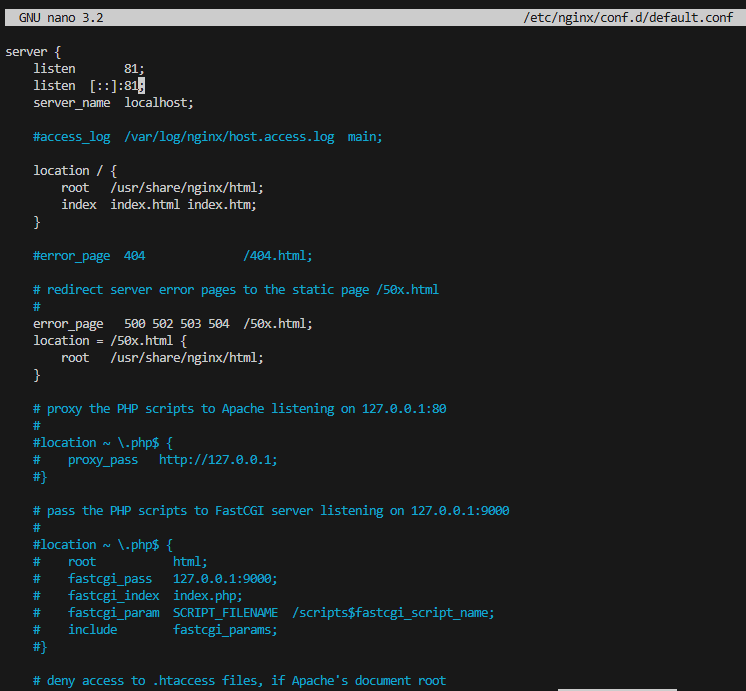 GNU nano 3.2 /etc/nginx/conf.d/default.conf
server {
    listen       81;
    listen  [::]:81;
    server_name  localhost;
    #access_log  /var/log/nginx/host.access.log  main;
    location / {
        root   /usr/share/nginx/html;
        index  index.html index.htm;
    }
    #error_page  404              /404.html;
    # redirect server error pages to the static page /50x.html
    #
    error_page   500 502 503 504  /50x.html;
    location = /50x.html {
        root   /usr/share/nginx/html;
    }
    # proxy the PHP scripts to Apache listening on 127.0.0.1:80
    #
    #location ~ \.php$ {
    #    proxy_pass   http://127.0.0.1;
    #}
    # pass the PHP scripts to FastCGI server listening on 127.0.0.1:9000
    #
    #location ~ \.php$ {
    #    root           html;
    #    fastcgi_pass   127.0.0.1:9000;
    #    fastcgi_index  index.php;
    #    fastcgi_param  SCRIPT_FILENAME  /scripts$fastcgi_script_name;
    #    include        fastcgi_params;
    #}
    # deny access to .htaccess files, if Apache's document root